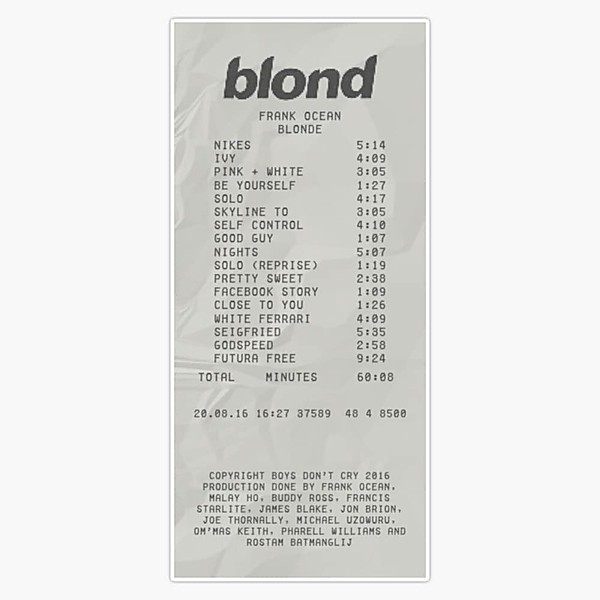 blond
FRANK OCEAN
BLONDE
NIKES 5:14
IVY 4:09
PINK + WHITE 3:05
BE YOURSELF 1:27
SOLO 4:17
SKYLINE TO 3:05
SELF CONTROL 4:10
GOOD GUY 1:07
NIGHTS 5:07
SOLO (REPRISE) 1:19
PRETTY SWEET 2:38
FACEBOOK STORY 1:09
CLOSE TO YOU 1:26
WHITE FERRARI 4:09
SEIGFRIED 5:35
GODSPEED 2:58
FUTURA FREE 9:24
TOTAL MINUTES 60:08
20.08.16 16:27 37589 48 4 8500
COPYRIGHT BOYS DON'T CRY 2016
PRODUCTION DONE BY FRANK OCEAN,
MALAY HO, BUDDY ROSS, FRANCIS
STARLITE, JAMES BLAKE, JON BRION,
JOE THORNALLY, MICHAEL UZOWURU,
OM'MAS KEITH, PHARELL WILLIAMS AND
ROSTAM BATMANGLIJ